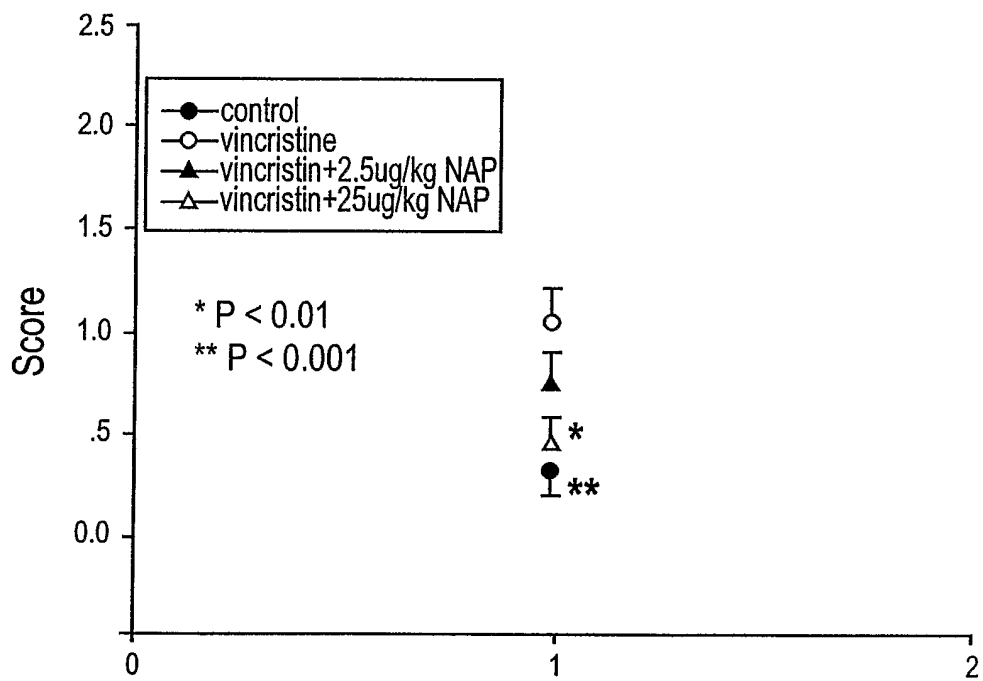 2.5
control
vincristine
vincristin+2.5ug/kg NAP
vincristin+25ug/kg NAP
2.0
1.5
Score
* P < 0.01
1.0
** P < 0.001
*
.5
**
0.0
0
1
2